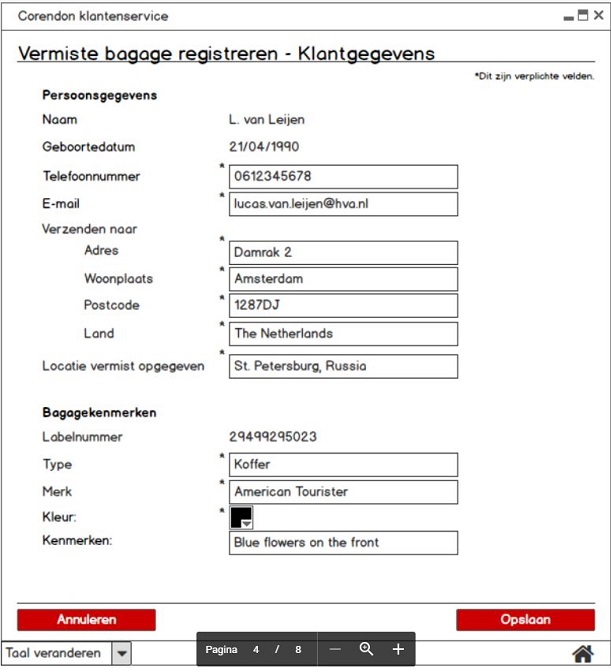 Corendon klantenservice
Vermiste bagage registreren - Klantgegevens
*Dit zijn verplichte velden.
Persoonsgegevens
Naam L. van Leijen
Geboortedatum 21/04/1990
Telefoonnummer * 0612345678
E-mail * lucas.van.leijen@hva.nl
Verzenden naar
Adres * Damrak 2
Woonplaats * Amsterdam
Postcode * 1287DJ
Land * The Netherlands
Locatie vermist opgegeven * St. Petersburg, Russia
Bagagekenmerken
Labelnummer 29499295023
Type * Koffer
Merk * American Tourister
Kleur: *
Kenmerken: Blue flowers on the front
Annuleren Opslaan
Taal veranderen Pagina 4 / 8